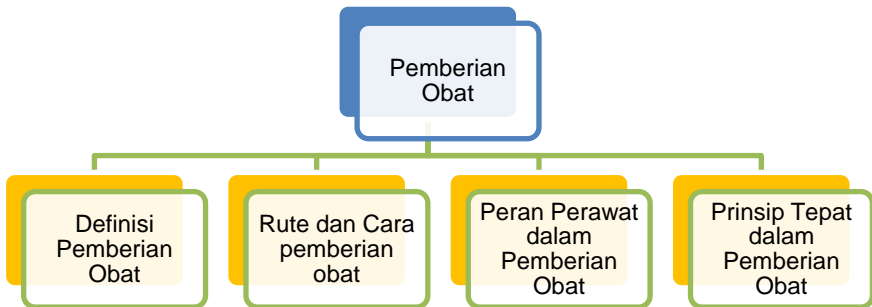 Pemberian
Obat
Definisi
Pemberian
Obat
Rute dan Cara
pemberian
obat
Peran Perawat
dalam
Pemberian
Obat
Prinsip Tepat
dalam
Pemberian
Obat